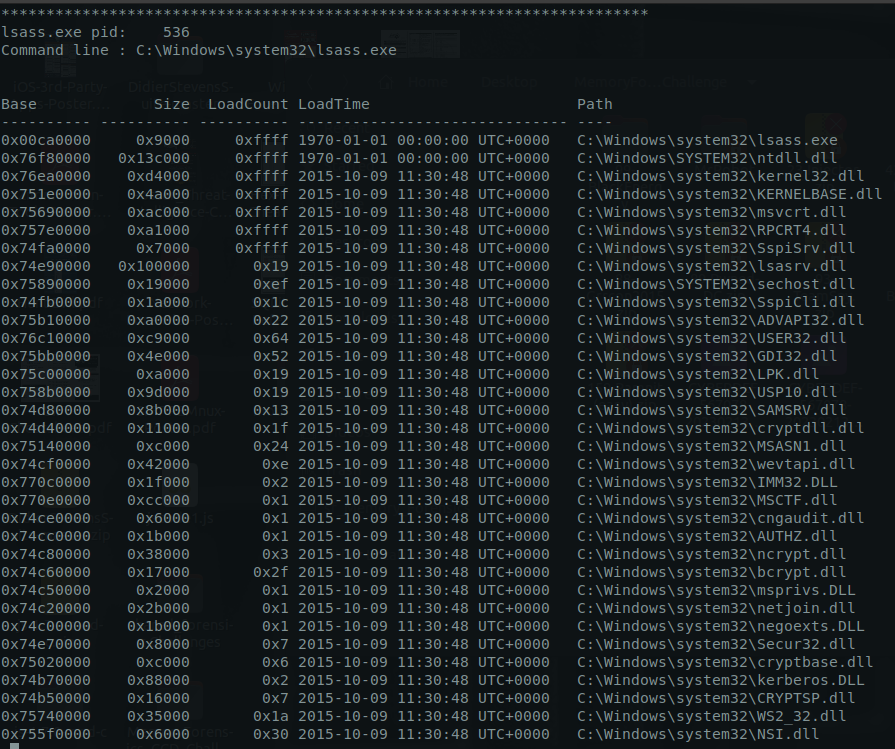 ************************************************************************
lsass.exe pid:    536
Command line : C:\Windows\system32\lsass.exe
Base             Size  LoadCount LoadTime                       Path
---------- ---------- ---------- ------------------------------ ----
0x00ca0000     0x9000     0xffff 1970-01-01 00:00:00 UTC+0000   C:\Windows\system32\lsass.exe
0x76f80000   0x13c000     0xffff 1970-01-01 00:00:00 UTC+0000   C:\Windows\SYSTEM32\ntdll.dll
0x76ea0000    0xd4000     0xffff 2015-10-09 11:30:48 UTC+0000   C:\Windows\system32\kernel32.dll
0x751e0000    0x4a000     0xffff 2015-10-09 11:30:48 UTC+0000   C:\Windows\system32\KERNELBASE.dll
0x75690000    0xac000     0xffff 2015-10-09 11:30:48 UTC+0000   C:\Windows\system32\msvcrt.dll
0x757e0000    0xa1000     0xffff 2015-10-09 11:30:48 UTC+0000   C:\Windows\system32\RPCRT4.dll
0x74fa0000     0x7000     0xffff 2015-10-09 11:30:48 UTC+0000   C:\Windows\system32\SspiSrv.dll
0x74e90000   0x100000       0x19 2015-10-09 11:30:48 UTC+0000   C:\Windows\system32\lsasrv.dll
0x75890000    0x19000       0xef 2015-10-09 11:30:48 UTC+0000   C:\Windows\SYSTEM32\sechost.dll
0x74fb0000    0x1a000       0x1c 2015-10-09 11:30:48 UTC+0000   C:\Windows\system32\SspiCli.dll
0x75b10000    0xa0000       0x22 2015-10-09 11:30:48 UTC+0000   C:\Windows\system32\ADVAPI32.dll
0x76c10000    0xc9000       0x64 2015-10-09 11:30:48 UTC+0000   C:\Windows\system32\USER32.dll
0x75bb0000    0x4e000       0x52 2015-10-09 11:30:48 UTC+0000   C:\Windows\system32\GDI32.dll
0x75c00000     0xa000       0x19 2015-10-09 11:30:48 UTC+0000   C:\Windows\system32\LPK.dll
0x758b0000    0x9d000       0x19 2015-10-09 11:30:48 UTC+0000   C:\Windows\system32\USP10.dll
0x74d80000    0x8b000       0x13 2015-10-09 11:30:48 UTC+0000   C:\Windows\system32\SAMSRV.dll
0x74d40000    0x11000       0x1f 2015-10-09 11:30:48 UTC+0000   C:\Windows\system32\cryptdll.dll
0x75140000     0xc000       0x24 2015-10-09 11:30:48 UTC+0000   C:\Windows\system32\MSASN1.dll
0x74cf0000    0x42000        0xe 2015-10-09 11:30:48 UTC+0000   C:\Windows\system32\wevtapi.dll
0x770c0000    0x1f000        0x2 2015-10-09 11:30:48 UTC+0000   C:\Windows\system32\IMM32.DLL
0x770e0000    0xcc000        0x1 2015-10-09 11:30:48 UTC+0000   C:\Windows\system32\MSCTF.dll
0x74ce0000     0x6000        0x1 2015-10-09 11:30:48 UTC+0000   C:\Windows\system32\cngaudit.dll
0x74cc0000    0x1b000        0x1 2015-10-09 11:30:48 UTC+0000   C:\Windows\system32\AUTHZ.dll
0x74c80000    0x38000        0x3 2015-10-09 11:30:48 UTC+0000   C:\Windows\system32\ncrypt.dll
0x74c60000    0x17000       0x2f 2015-10-09 11:30:48 UTC+0000   C:\Windows\system32\bcrypt.dll
0x74c50000     0x2000        0x1 2015-10-09 11:30:48 UTC+0000   C:\Windows\system32\msprivs.DLL
0x74c20000    0x2b000        0x1 2015-10-09 11:30:48 UTC+0000   C:\Windows\system32\netjoin.dll
0x74c00000    0x1b000        0x1 2015-10-09 11:30:48 UTC+0000   C:\Windows\system32\negoexts.DLL
0x74e70000     0x8000        0x7 2015-10-09 11:30:48 UTC+0000   C:\Windows\system32\Secur32.dll
0x75020000     0xc000        0x6 2015-10-09 11:30:48 UTC+0000   C:\Windows\system32\cryptbase.dll
0x74b70000    0x88000        0x2 2015-10-09 11:30:48 UTC+0000   C:\Windows\system32\kerberos.DLL
0x74b50000    0x16000        0x7 2015-10-09 11:30:48 UTC+0000   C:\Windows\system32\CRYPTSP.dll
0x75740000    0x35000       0x1a 2015-10-09 11:30:48 UTC+0000   C:\Windows\system32\WS2_32.dll
0x755f0000     0x6000       0x30 2015-10-09 11:30:48 UTC+0000   C:\Windows\system32\NSI.dll